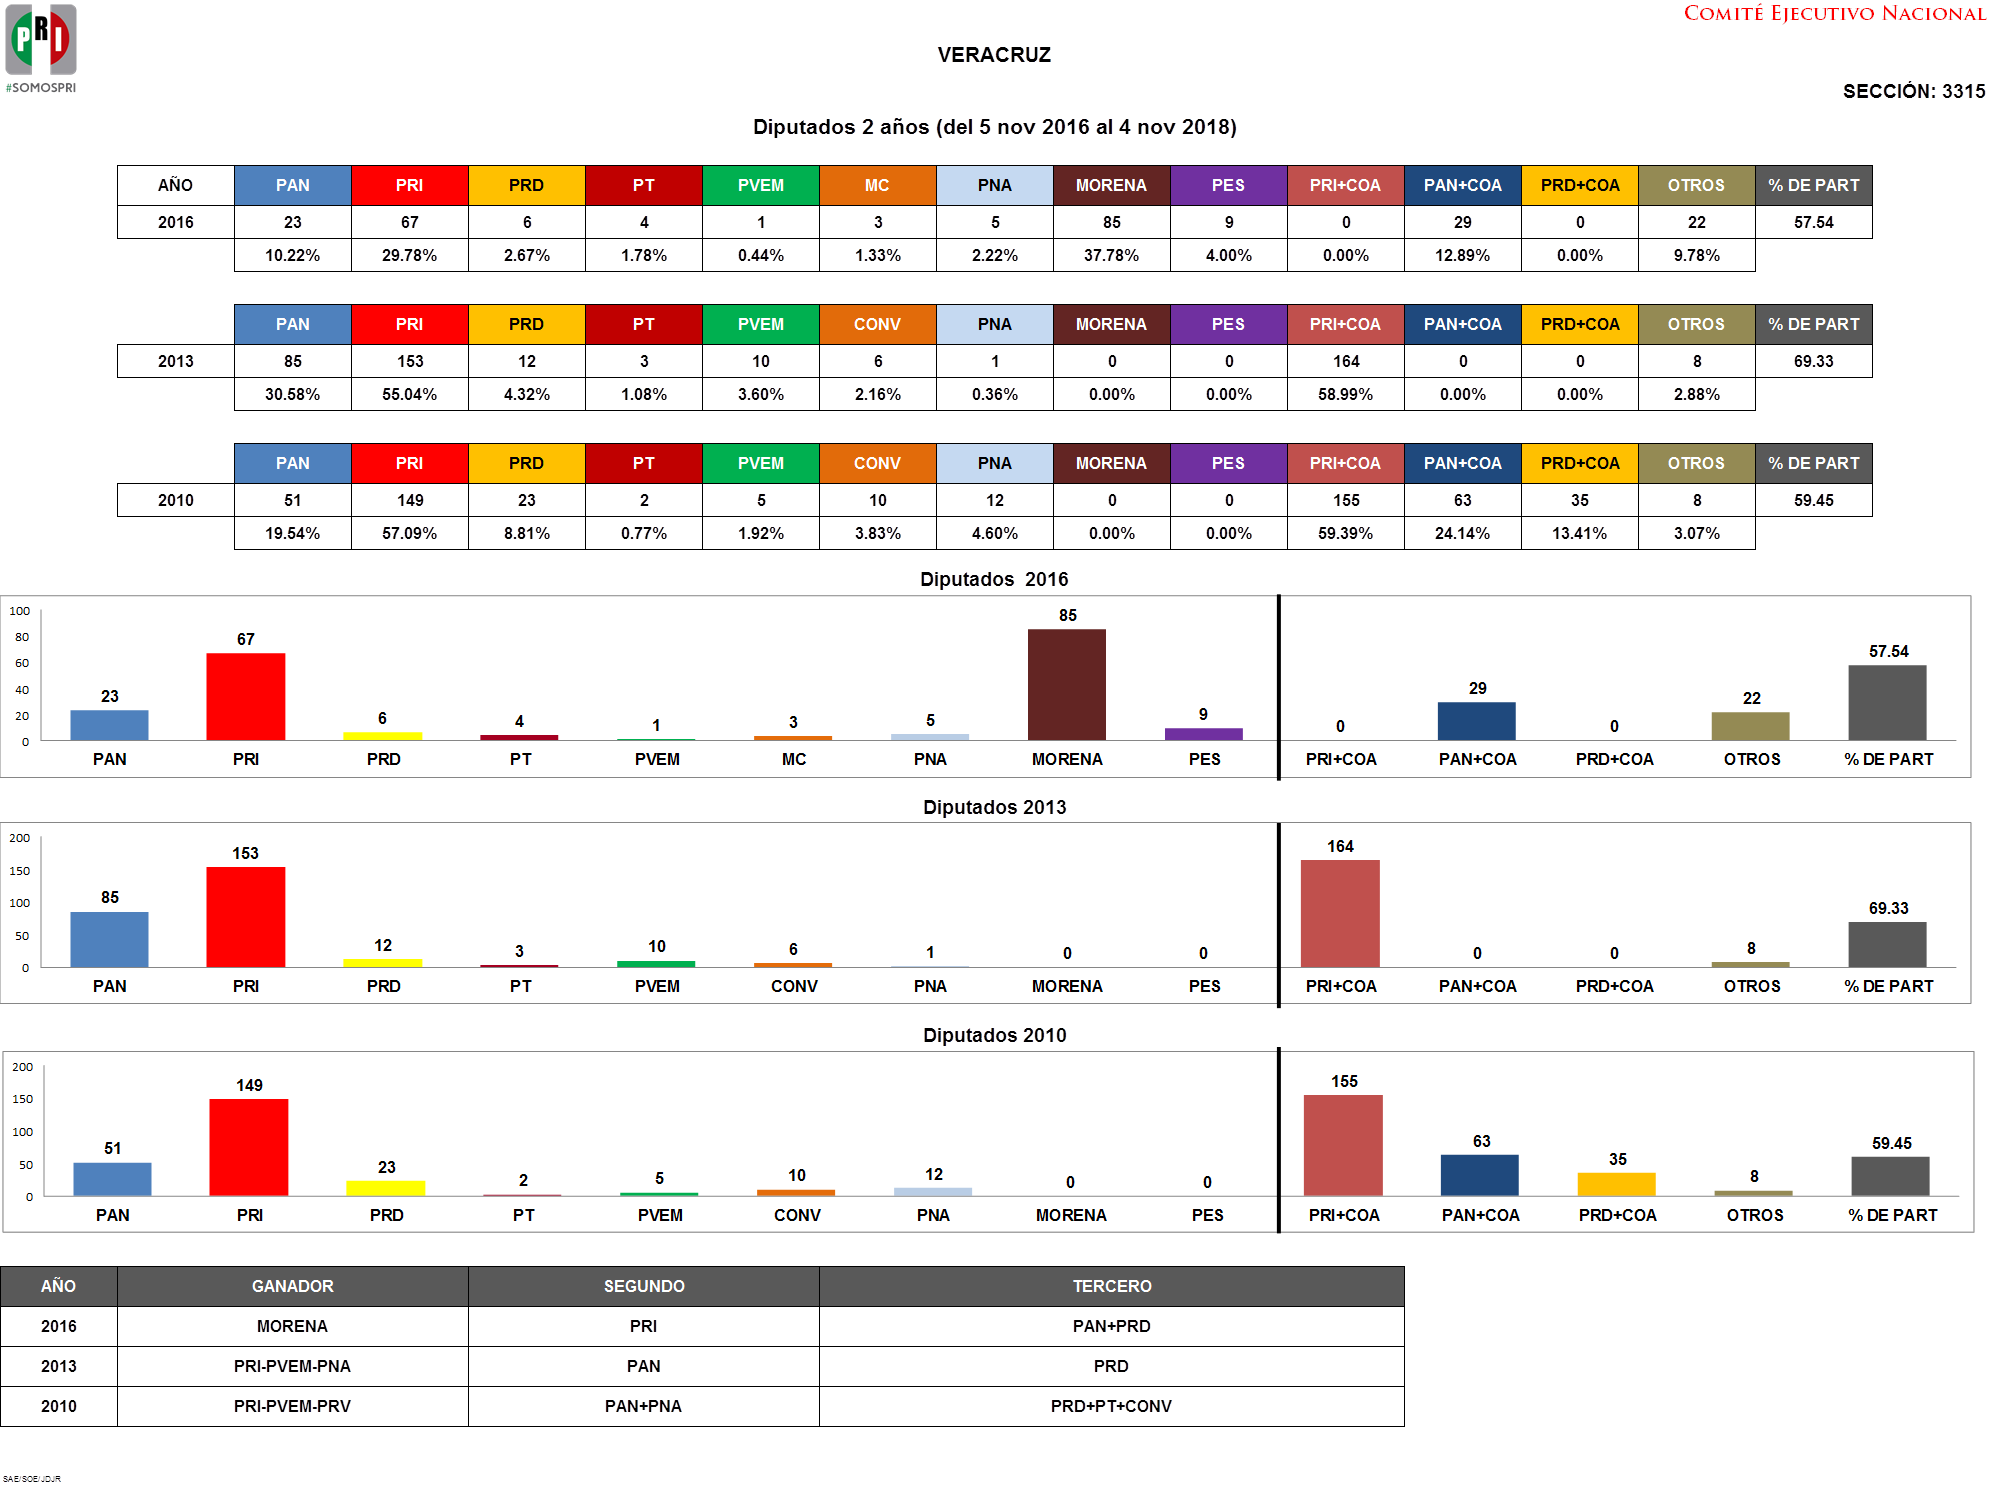 PRI
#SOMOSPRI
COMITÉ EJECUTIVO NACIONAL
VERACRUZ
SECCIÓN: 3315
Diputados 2 años (del 5 nov 2016 al 4 nov 2018)
AÑO PAN PRI PRD PT PVEM MC PNA MORENA PES PRI+COA PAN+COA PRD+COA OTROS % DE PART
2016 23 67 6 4 1 3 5 85 9 0 29 0 22 57.54
10.22% 29.78% 2.67% 1.78% 0.44% 1.33% 2.22% 37.78% 4.00% 0.00% 12.89% 0.00% 9.78%
PAN PRI PRD PT PVEM CONV PNA MORENA PES PRI+COA PAN+COA PRD+COA OTROS % DE PART
2013 85 153 12 3 10 6 1 0 0 164 0 0 8 69.33
30.58% 55.04% 4.32% 1.08% 3.60% 2.16% 0.36% 0.00% 0.00% 58.99% 0.00% 0.00% 2.88%
PAN PRI PRD PT PVEM CONV PNA MORENA PES PRI+COA PAN+COA PRD+COA OTROS % DE PART
2010 51 149 23 2 5 10 12 0 0 155 63 35 8 59.45
19.54% 57.09% 8.81% 0.77% 1.92% 3.83% 4.60% 0.00% 0.00% 59.39% 24.14% 13.41% 3.07%
Diputados 2016
100
80
60
40
20
0
23 67 6 4 1 3 5 85 9 0 29 0 22 57.54
PAN PRI PRD PT PVEM MC PNA MORENA PES PRI+COA PAN+COA PRD+COA OTROS % DE PART
Diputados 2013
200
150
100
50
0
85 153 12 3 10 6 1 0 0 164 0 0 8 69.33
PAN PRI PRD PT PVEM CONV PNA MORENA PES PRI+COA PAN+COA PRD+COA OTROS % DE PART
Diputados 2010
200
150
100
50
0
51 149 23 2 5 10 12 0 0 155 63 35 8 59.45
PAN PRI PRD PT PVEM CONV PNA MORENA PES PRI+COA PAN+COA PRD+COA OTROS % DE PART
AÑO GANADOR SEGUNDO TERCERO
2016 MORENA PRI PAN+PRD
2013 PRI-PVEM-PNA PAN PRD
2010 PRI-PVEM-PRV PAN+PNA PRD+PT+CONV
SAE/SOE/JDJR